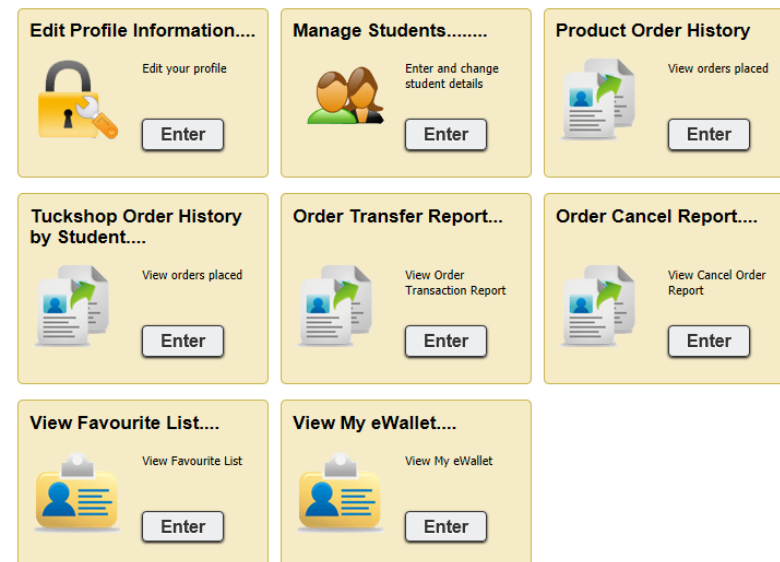 Edit Profile Information....
Edit your profile
Enter
Manage Students........
Enter and change
student details
Enter
Product Order History
View orders placed
Enter
Tuckshop Order History
by Student....
View orders placed
Enter
Order Transfer Report...
View Order
Transaction Report
Enter
Order Cancel Report....
View Cancel Order
Report
Enter
View Favourite List....
View Favourite List
Enter
View My eWallet....
View My eWallet
Enter